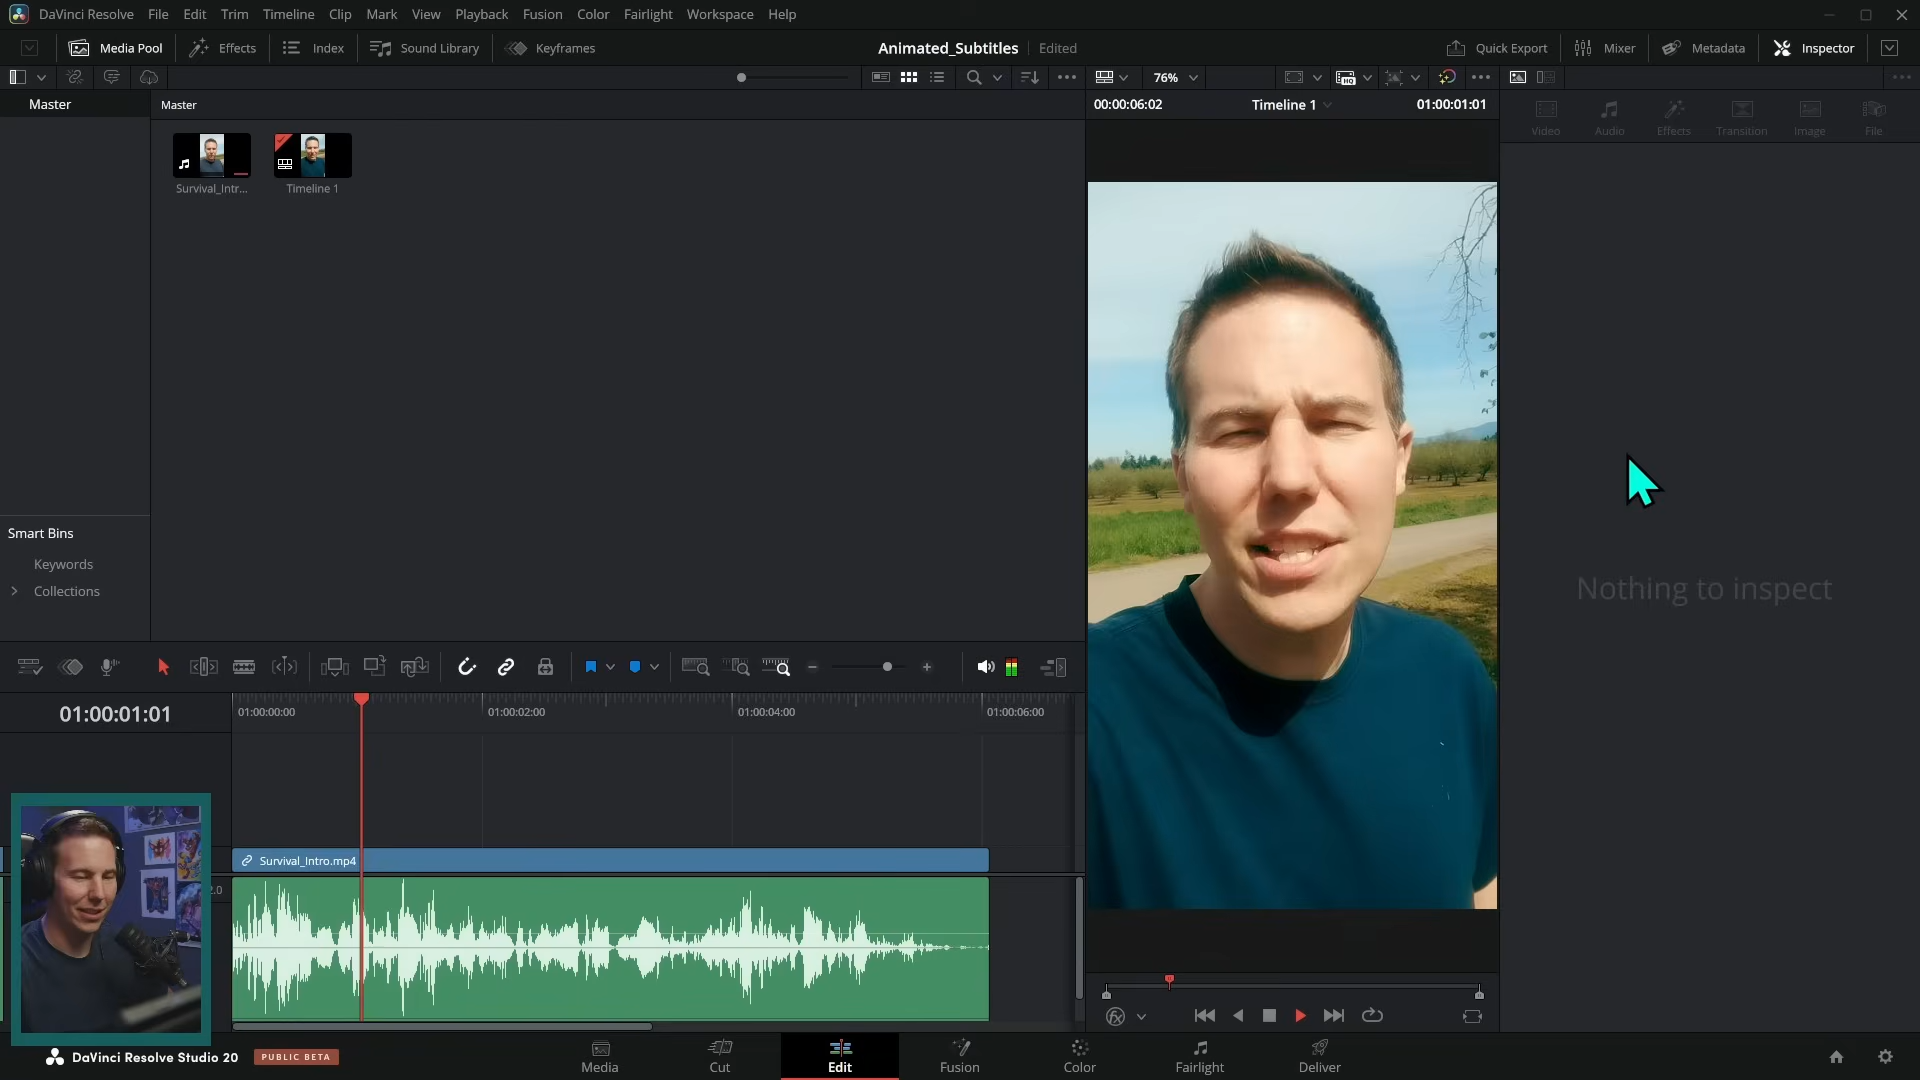 DaVinci Resolve File Edit Trim Timeline Clip Mark View Playback Fusion Color Fairlight Workspace Help
Media Pool Effects Index Sound Library Keyframes Animated_Subtitles Edited Quick Export Mixer Metadata Inspector
76%
Master Master 00:00:06:02 Timeline 1 01:00:01:01
Video Audio Effects Transition Image File
Survival_Intr... Timeline 1
Smart Bins
Keywords
Collections
Nothing to inspect
01:00:01:01 01:00:00:00 01:00:02:00 01:00:04:00 01:00:06:00
Survival_Intro.mp4
2.0
DaVinci Resolve Studio 20 PUBLIC BETA
Media Cut Edit Fusion Color Fairlight Deliver